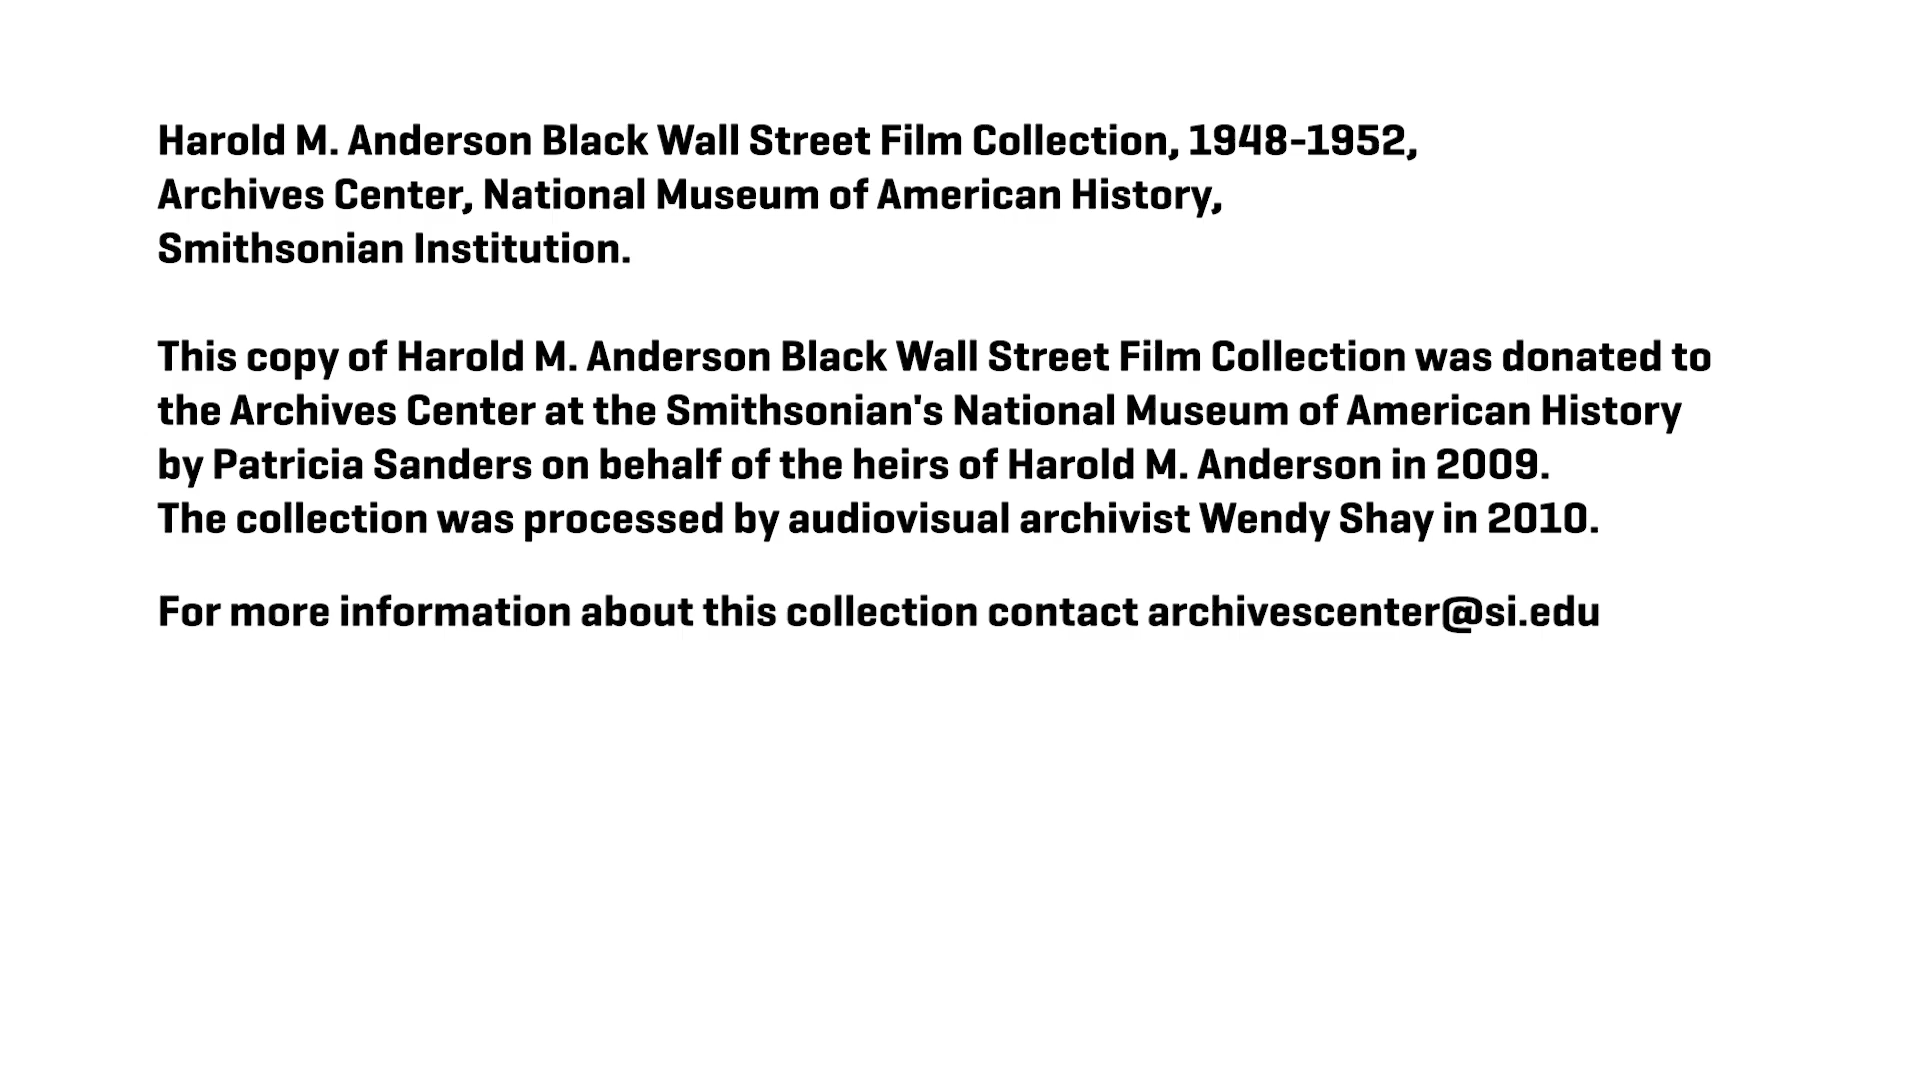 Harold M. Anderson Black Wall Street Film Collection, 1948-1952,
Archives Center, National Museum of American History,
Smithsonian Institution.
This copy of Harold M. Anderson Black Wall Street Film Collection was donated to
the Archives Center at the Smithsonian's National Museum of American History
by Patricia Sanders on behalf of the heirs of Harold M. Anderson in 2009.
The collection was processed by audiovisual archivist Wendy Shay in 2010.
For more information about this collection contact archivescenter@si.edu